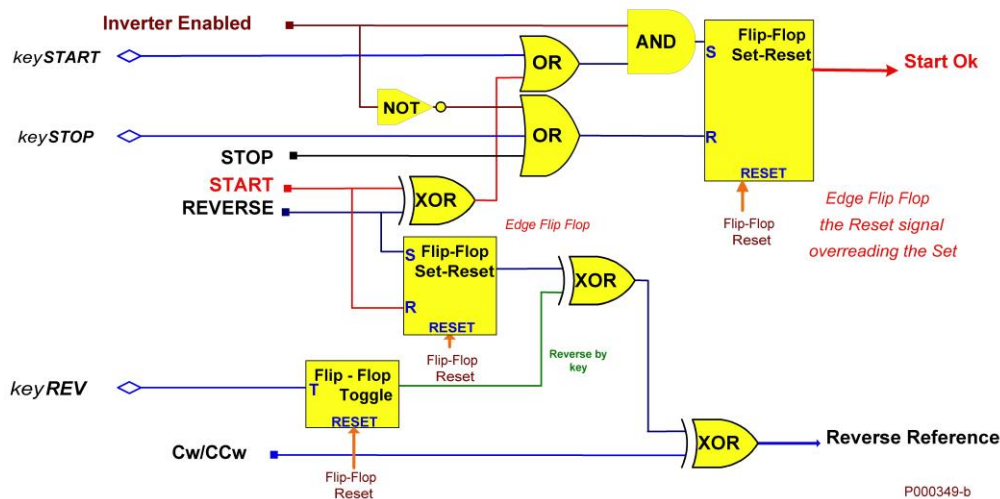 Inverter Enabled
keySTART
OR
AND
Flip-Flop
Set-Reset
S
Start Ok
NOT
keySTOP
OR
R
RESET
STOP
START
REVERSE
XOR
Edge Flip Flop
Flip-Flop
Reset
Edge Flip Flop
the Reset signal
overreading the Set
S
Flip-Flop
Set-Reset
R
RESET
XOR
Flip-Flop
Reset
Reverse by
key
keyREV
T
Flip - Flop
Toggle
RESET
Cw/CCw
XOR
Reverse Reference
Flip-Flop
Reset
P000349-b